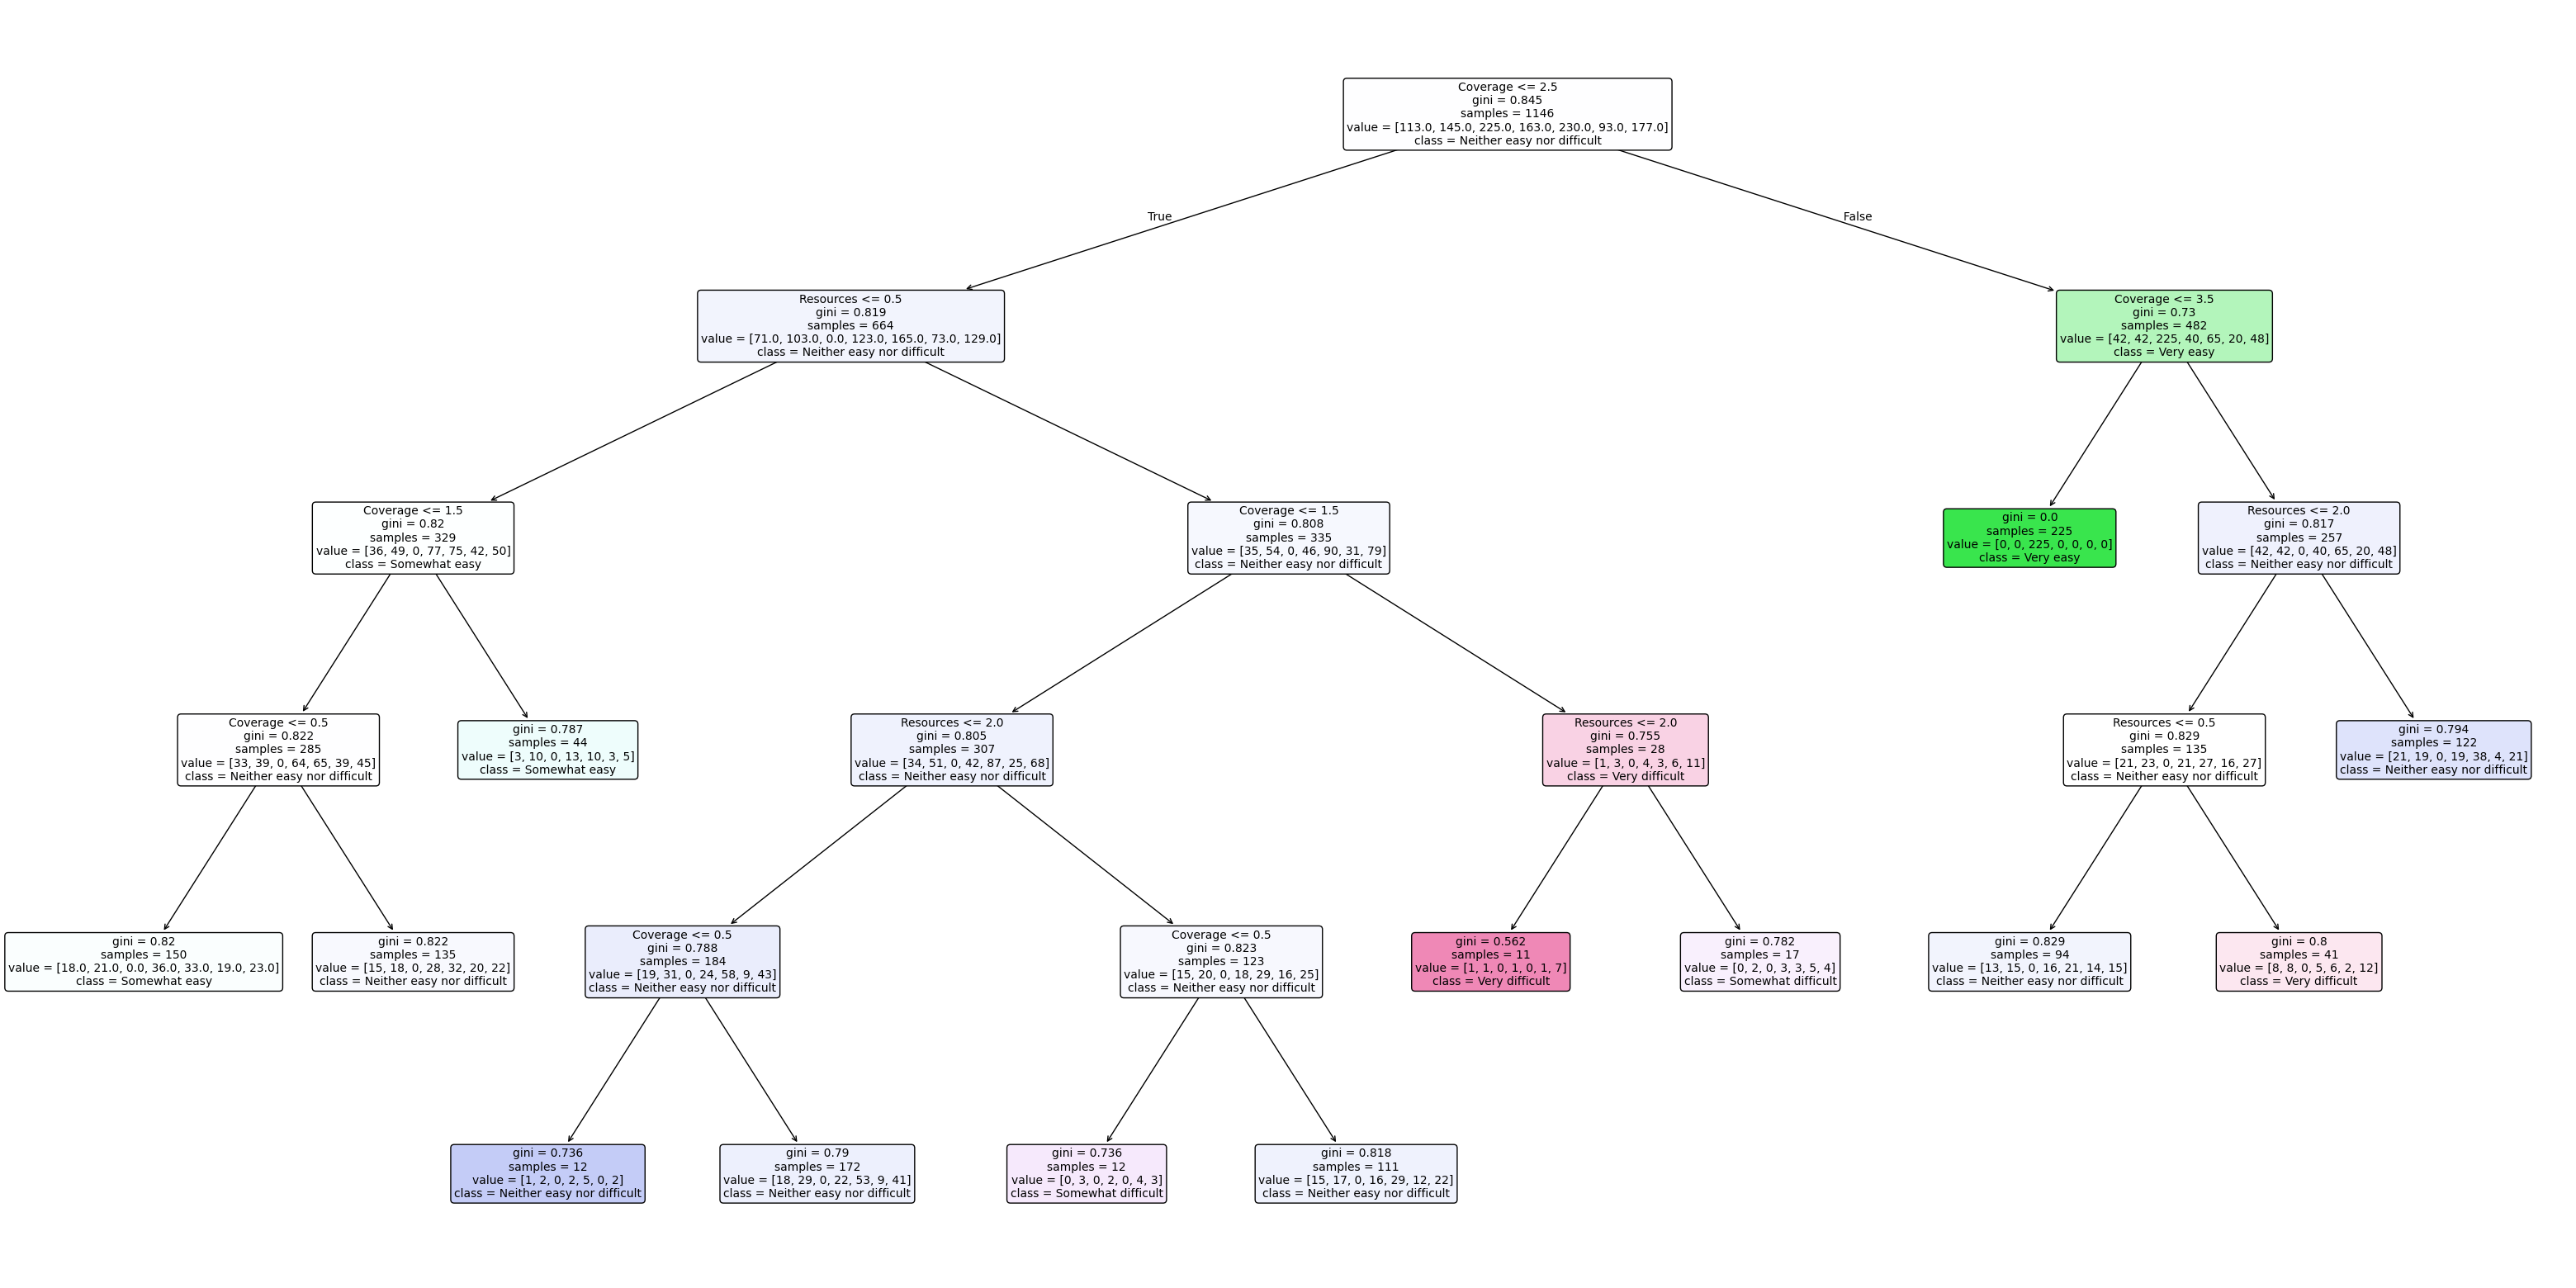 Coverage <= 2.5
gini = 0.845
samples = 1146
value = [113.0, 145.0, 225.0, 163.0, 230.0, 93.0, 177.0]
class = Neither easy nor difficult
True
False
Resources <= 0.5
gini = 0.819
samples = 664
value = [71.0, 103.0, 0.0, 123.0, 165.0, 73.0, 129.0]
class = Neither easy nor difficult
Coverage <= 3.5
gini = 0.73
samples = 482
value = [42, 42, 225, 40, 65, 20, 48]
class = Very easy
Coverage <= 1.5
gini = 0.82
samples = 329
value = [36, 49, 0, 77, 75, 42, 50]
class = Somewhat easy
Coverage <= 1.5
gini = 0.808
samples = 335
value = [35, 54, 0, 46, 90, 31, 79]
class = Neither easy nor difficult
gini = 0.0
samples = 225
value = [0, 0, 225, 0, 0, 0, 0]
class = Very easy
Resources <= 2.0
gini = 0.817
samples = 257
value = [42, 42, 0, 40, 65, 20, 48]
class = Neither easy nor difficult
Coverage <= 0.5
gini = 0.822
samples = 285
value = [33, 39, 0, 64, 65, 39, 45]
class = Neither easy nor difficult
gini = 0.787
samples = 44
value = [3, 10, 0, 13, 10, 3, 5]
class = Somewhat easy
Resources <= 2.0
gini = 0.805
samples = 307
value = [34, 51, 0, 42, 87, 25, 68]
class = Neither easy nor difficult
Resources <= 2.0
gini = 0.755
samples = 28
value = [1, 3, 0, 4, 3, 6, 11]
class = Very difficult
Resources <= 0.5
gini = 0.829
samples = 135
value = [21, 23, 0, 21, 27, 16, 27]
class = Neither easy nor difficult
gini = 0.794
samples = 122
value = [21, 19, 0, 19, 38, 4, 21]
class = Neither easy nor difficult
gini = 0.82
samples = 150
value = [18.0, 21.0, 0.0, 36.0, 33.0, 19.0, 23.0]
class = Somewhat easy
gini = 0.822
samples = 135
value = [15, 18, 0, 28, 32, 20, 22]
class = Neither easy nor difficult
Coverage <= 0.5
gini = 0.788
samples = 184
value = [19, 31, 0, 24, 58, 9, 43]
class = Neither easy nor difficult
Coverage <= 0.5
gini = 0.823
samples = 123
value = [15, 20, 0, 18, 29, 16, 25]
class = Neither easy nor difficult
gini = 0.562
samples = 11
value = [1, 1, 0, 1, 0, 1, 7]
class = Very difficult
gini = 0.782
samples = 17
value = [0, 2, 0, 3, 3, 5, 4]
class = Somewhat difficult
gini = 0.829
samples = 94
value = [13, 15, 0, 16, 21, 14, 15]
class = Neither easy nor difficult
gini = 0.8
samples = 41
value = [8, 8, 0, 5, 6, 2, 12]
class = Very difficult
gini = 0.736
samples = 12
value = [1, 2, 0, 2, 5, 0, 2]
class = Neither easy nor difficult
gini = 0.79
samples = 172
value = [18, 29, 0, 22, 53, 9, 41]
class = Neither easy nor difficult
gini = 0.736
samples = 12
value = [0, 3, 0, 2, 0, 4, 3]
class = Somewhat difficult
gini = 0.818
samples = 111
value = [15, 17, 0, 16, 29, 12, 22]
class = Neither easy nor difficult